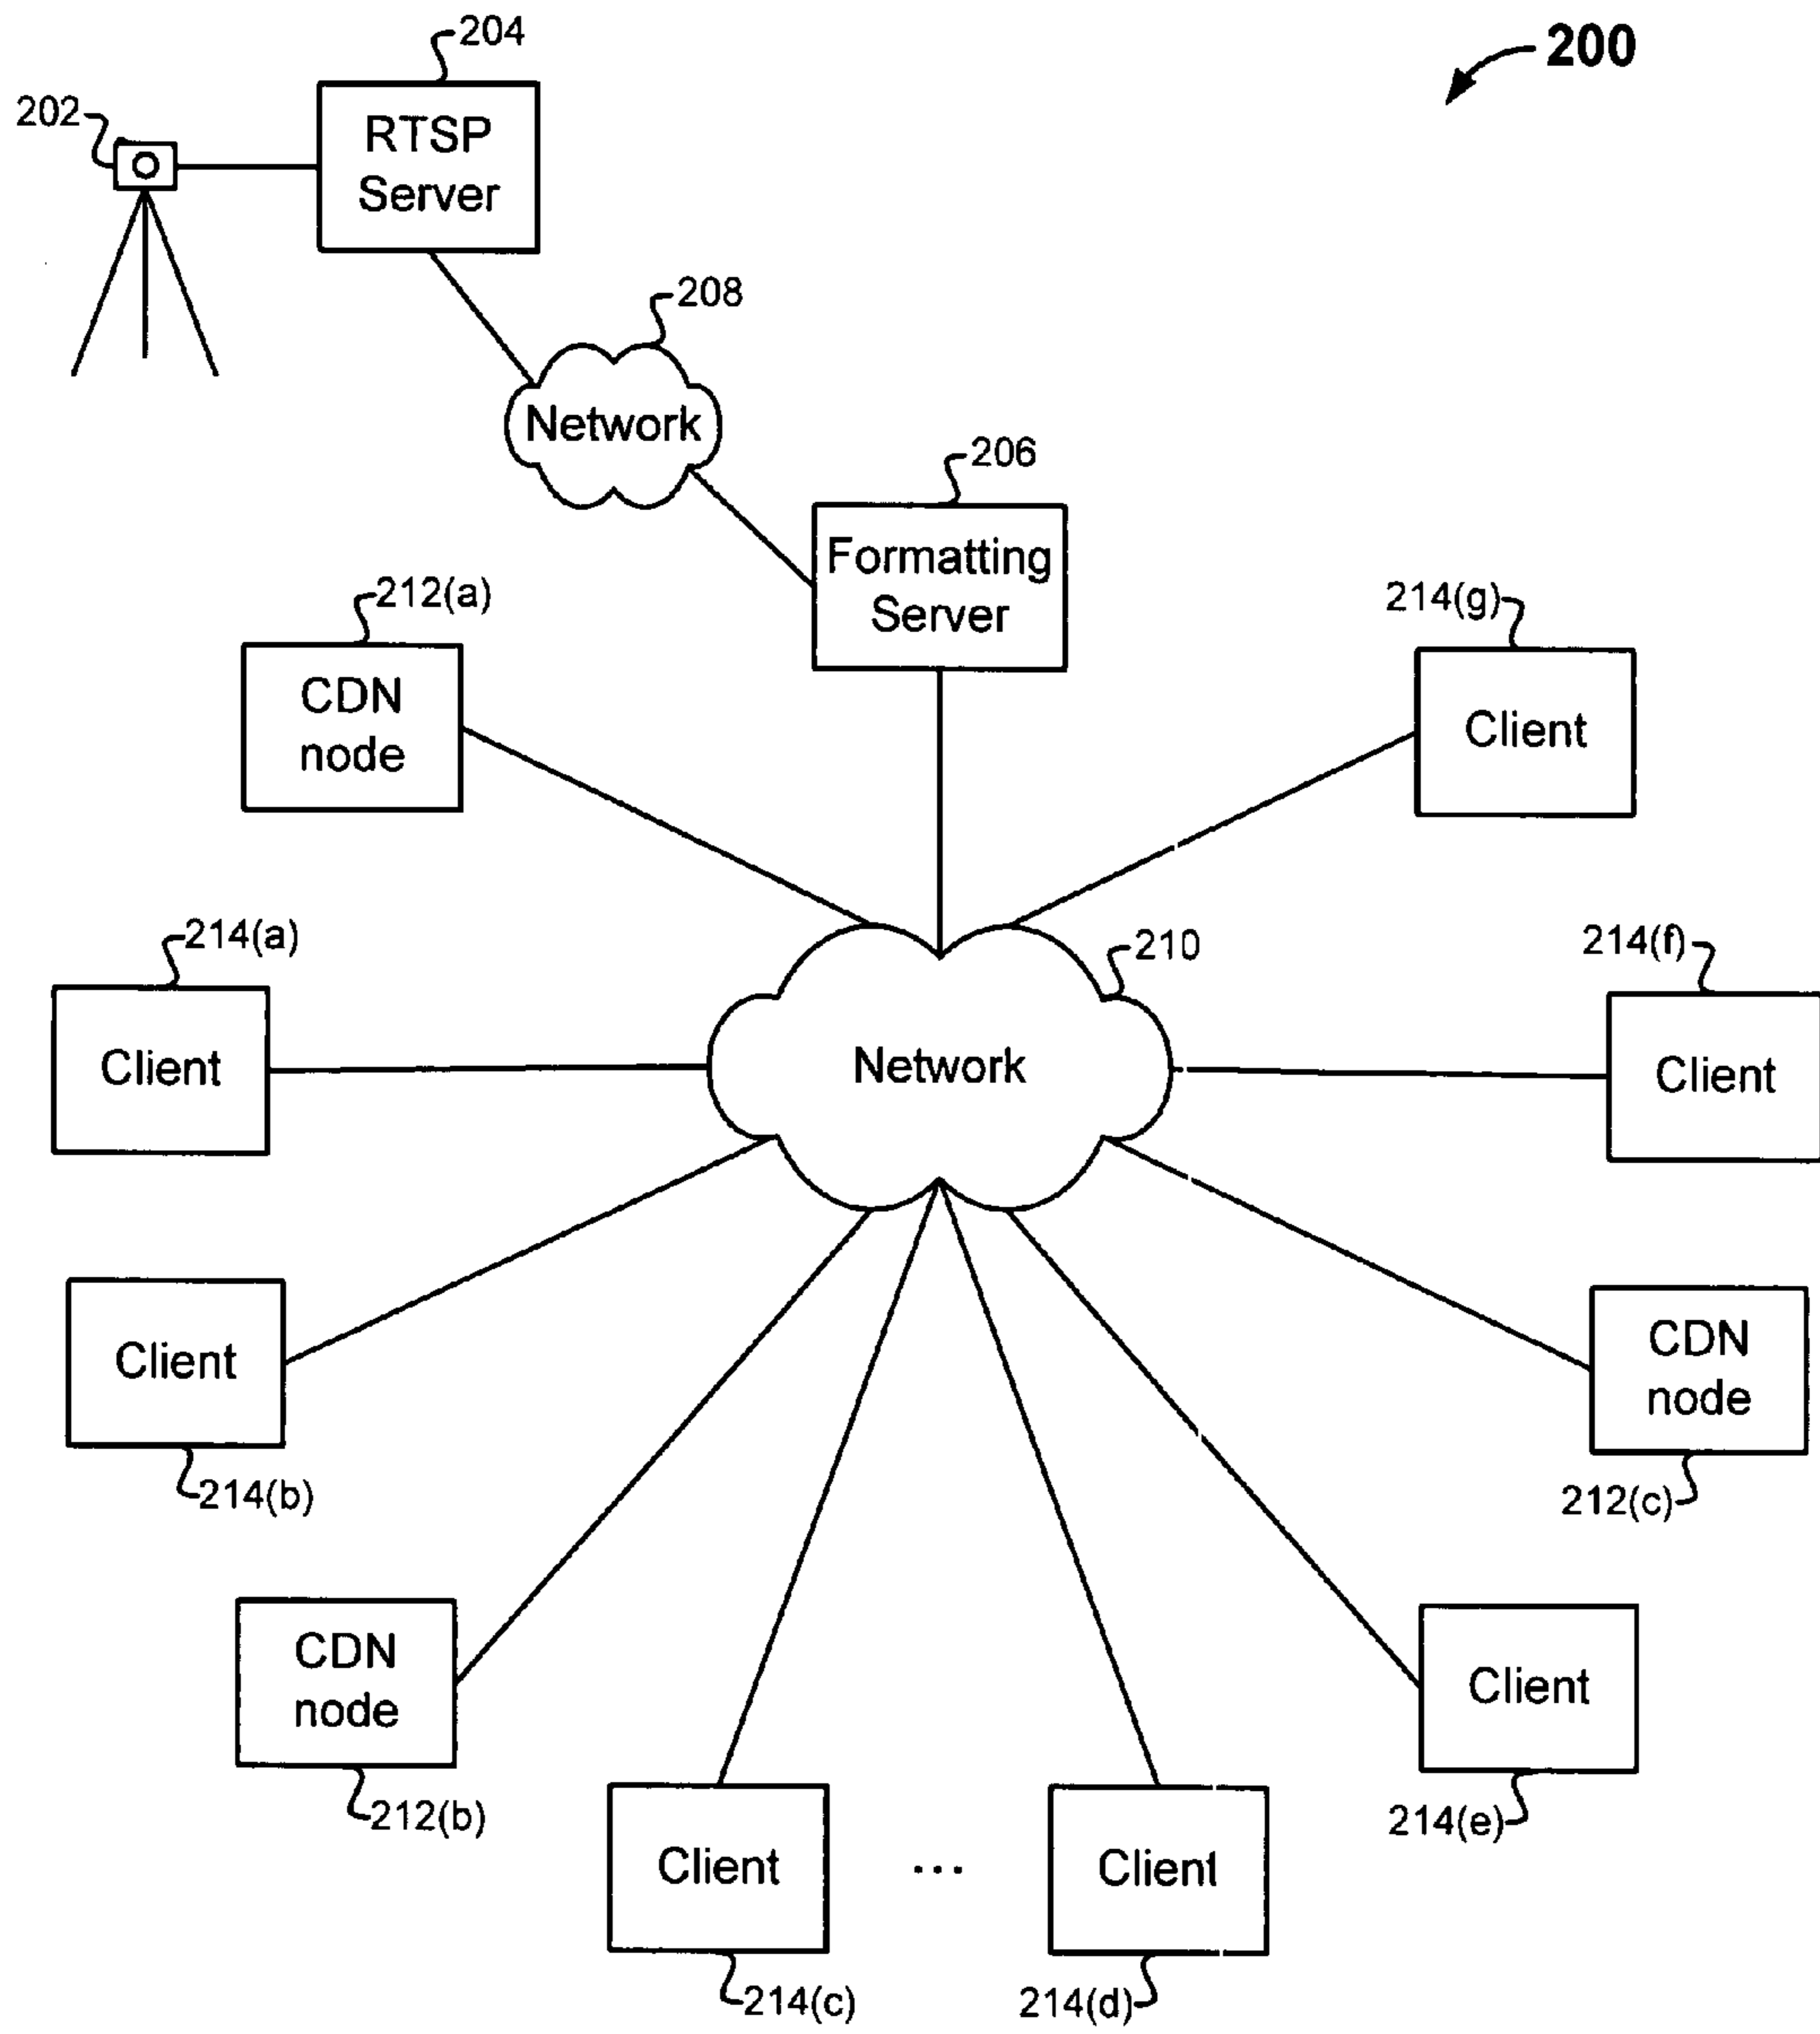 200
204
202
RTSP
Server
208
Network
206
Formatting
Server
212(a)
CDN
node
214(g)
Client
214(a)
Client
210
Network
214(f)
Client
Client
214(b)
CDN
node
212(c)
CDN
node
212(b)
Client
214(e)
Client
...
Client
214(c)
214(d)